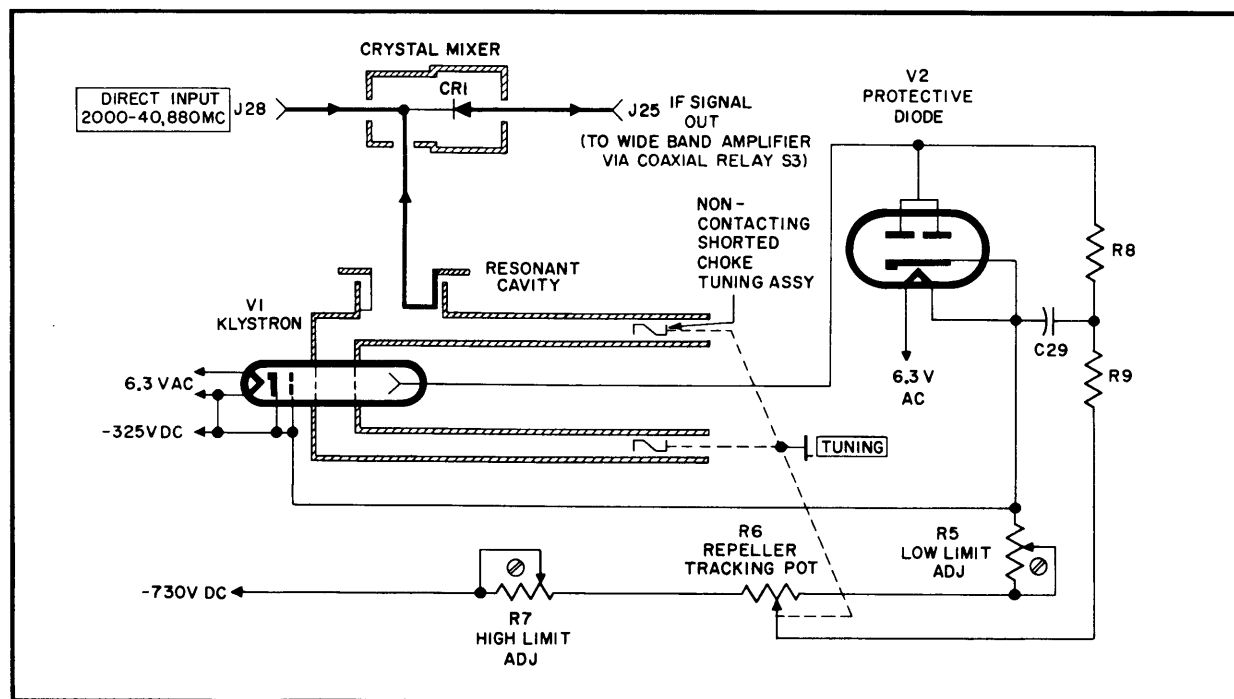 CRYSTAL MIXER
CR1
DIRECT INPUT
2000-40,880MC
J28
J25
IF SIGNAL
OUT
(TO WIDE BAND AMPLIFIER
VIA COAXIAL RELAY S3)
V2
PROTECTIVE
DIODE
NON-
CONTACTING
SHORTED
CHOKE
TUNING ASSY
RESONANT
CAVITY
V1
KLYSTRON
R8
C29
R9
6.3 VAC
-325V DC
6.3 V
AC
TUNING
R6
REPELLER
TRACKING POT
R5
LOW LIMIT
ADJ
-730V DC
R7
HIGH LIMIT
ADJ